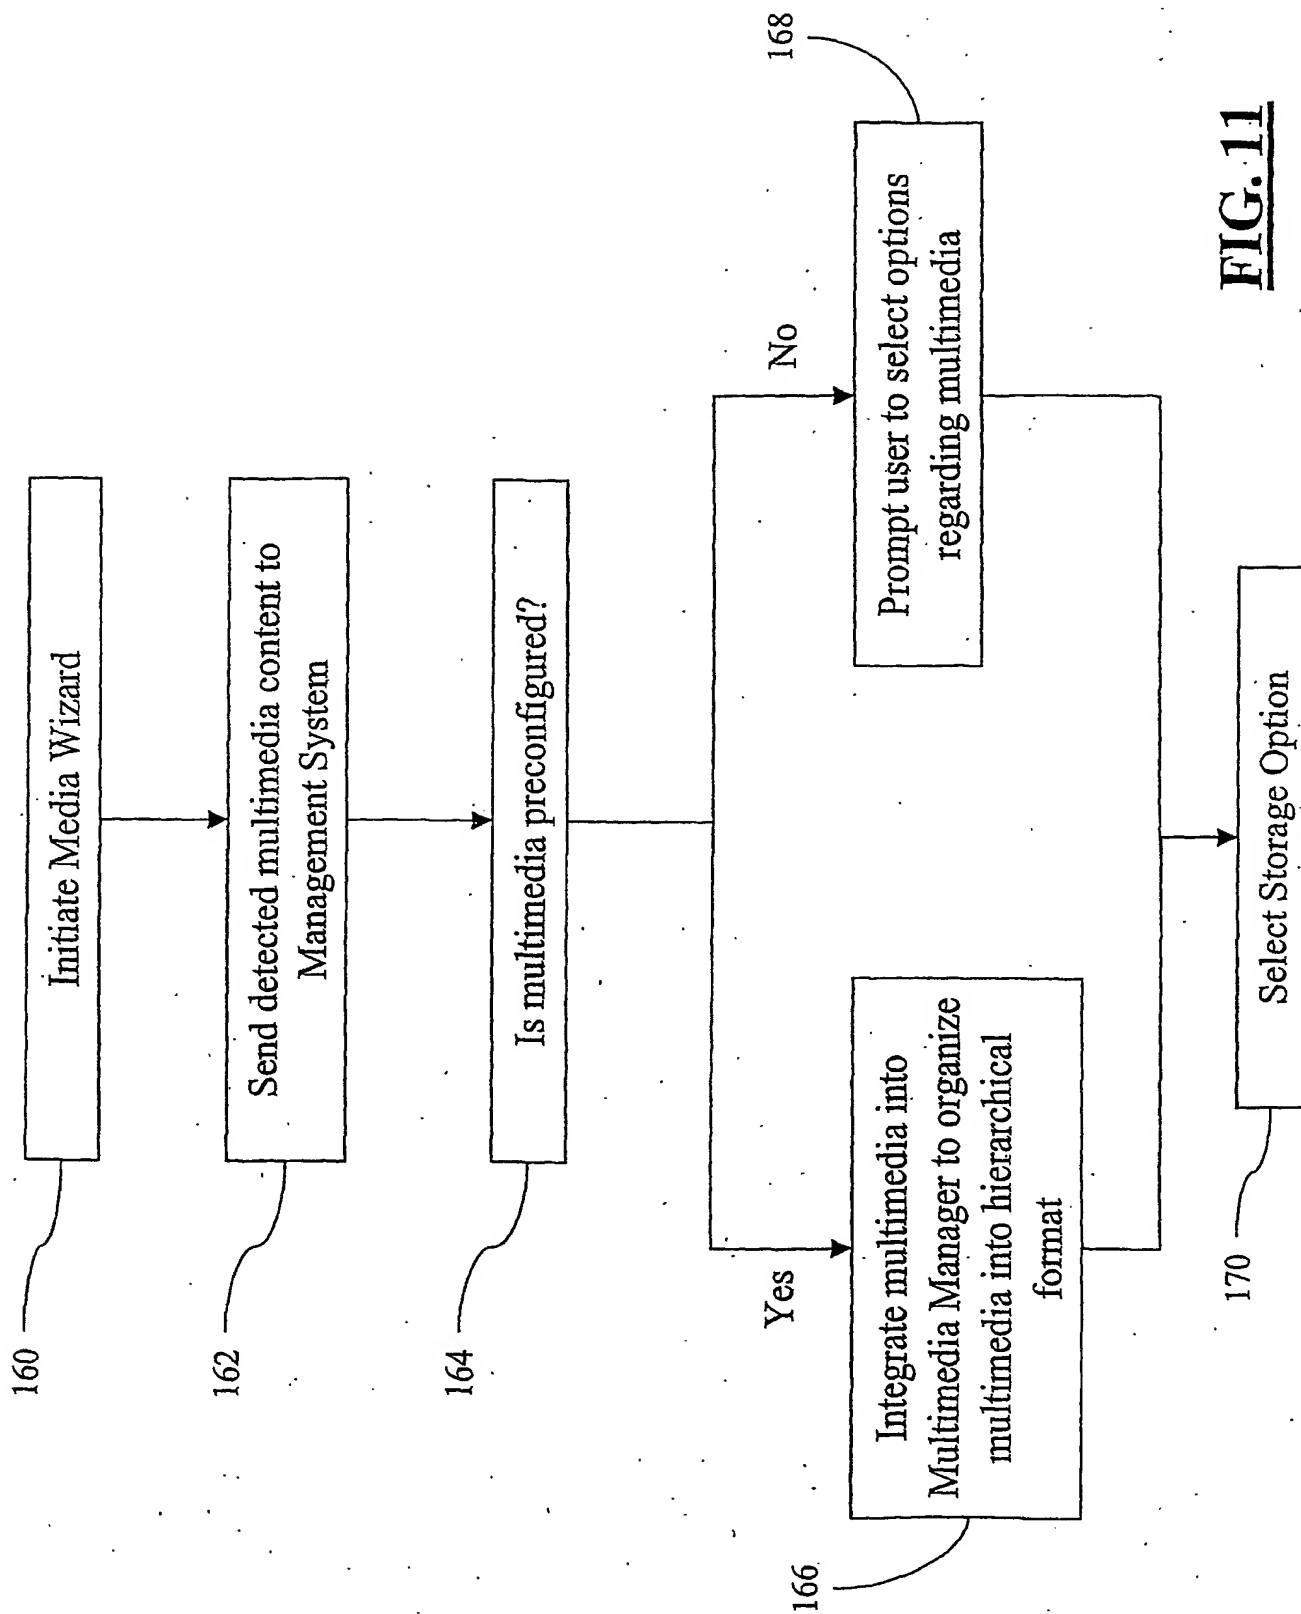 160
Initiate Media Wizard
162
Send detected multimedia content to
Management System
164
Is multimedia preconfigured?
Yes
No
166
Integrate multimedia into
Multimedia Manager to organize
multimedia into hierarchical
format
168
Prompt user to select options
regarding multimedia
170
Select Storage Option
FIG. 11